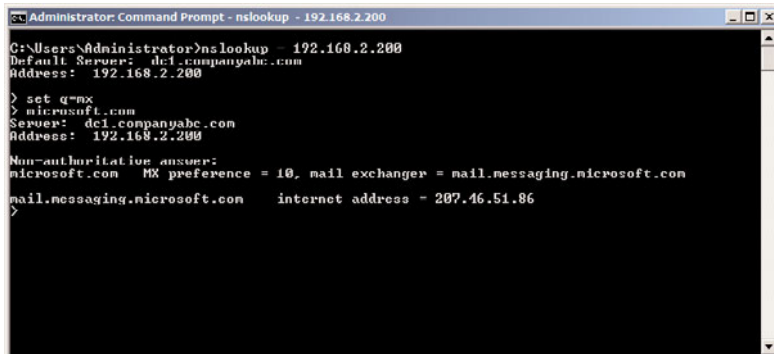 Administrator: Command Prompt - nslookup - 192.168.2.200
C:\Users\Administrator>nslookup - 192.168.2.200
Default Server:  dc1.companyabc.com
Address:  192.168.2.200
> set q=mx
> microsoft.com
Server:  dc1.companyabc.com
Address:  192.168.2.200
Non-authoritative answer:
microsoft.com   MX preference = 10, mail exchanger = mail.messaging.microsoft.com
mail.messaging.microsoft.com    internet address = 207.46.51.86
>